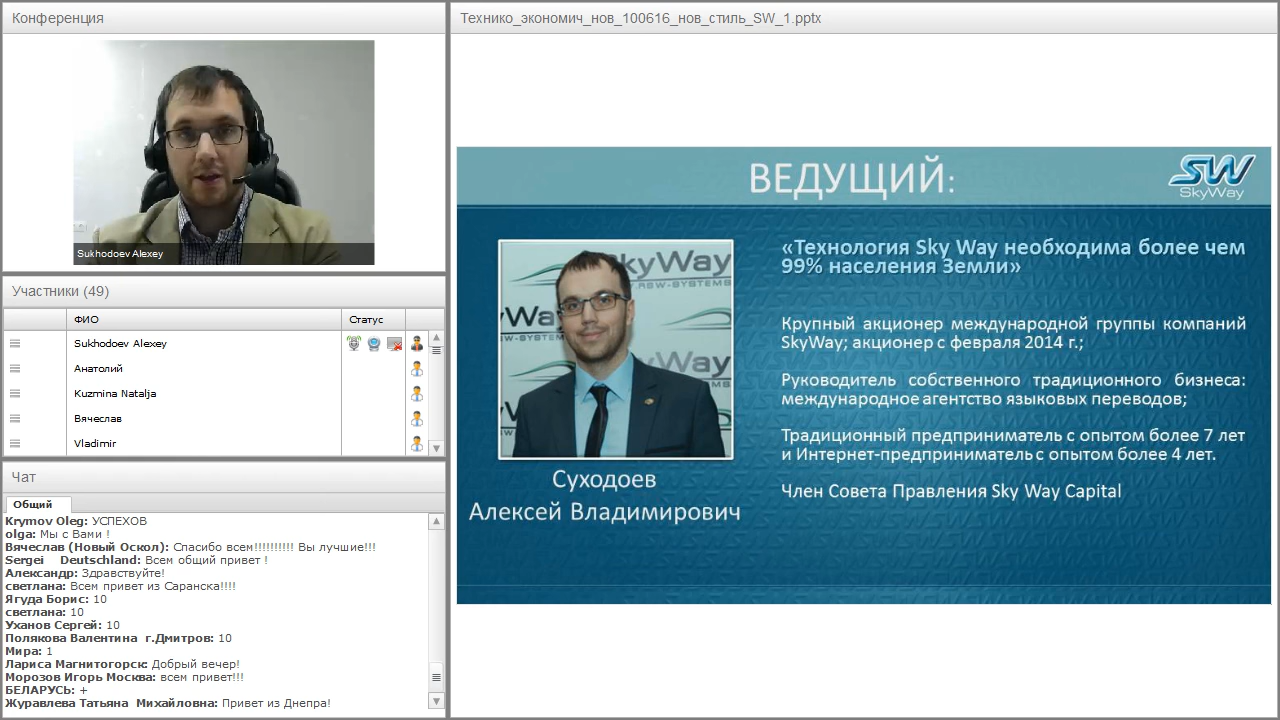 Конференция
Sukhodoev Alexey
Участники (49)
ФИО Статус
Sukhodoev Alexey
Анатолий
Kuzmina Natalja
Вячеслав
Vladimir
Чат
Общий
Krymov Oleg: УСПЕХОВ
olga: Мы с Вами !
Вячеслав (Новый Оскол): Спасибо всем!!!!!!!!!! Вы лучшие!!!
Sergei Deutschland: Всем общий привет !
Александр: Здравствуйте!
светлана: Всем привет из Саранска!!!!
Ягуда Борис: 10
светлана: 10
Уханов Сергей: 10
Полякова Валентина г.Дмитров: 10
Мира: 1
Лариса Магнитогорск: Добрый вечер!
Морозов Игорь Москва: всем привет!!!
БЕЛАРУСЬ: +
Журавлева Татьяна Михайловна: Привет из Днепра!
Технико_экономич_нов_100616_нов_стиль_SW_1.pptx
ВЕДУЩИЙ:
SW
SkyWay
kyWay
.RSW-SYSTEMS
Way
Суходоев
Алексей Владимирович
«Технология Sky Way необходима более чем
99% населения Земли»
Крупный акционер международной группы компаний
SkyWay; акционер с февраля 2014 г.;
Руководитель собственного традиционного бизнеса:
международное агентство языковых переводов;
Традиционный предприниматель с опытом более 7 лет
и Интернет-предприниматель с опытом более 4 лет.
Член Совета Правления Sky Way Capital